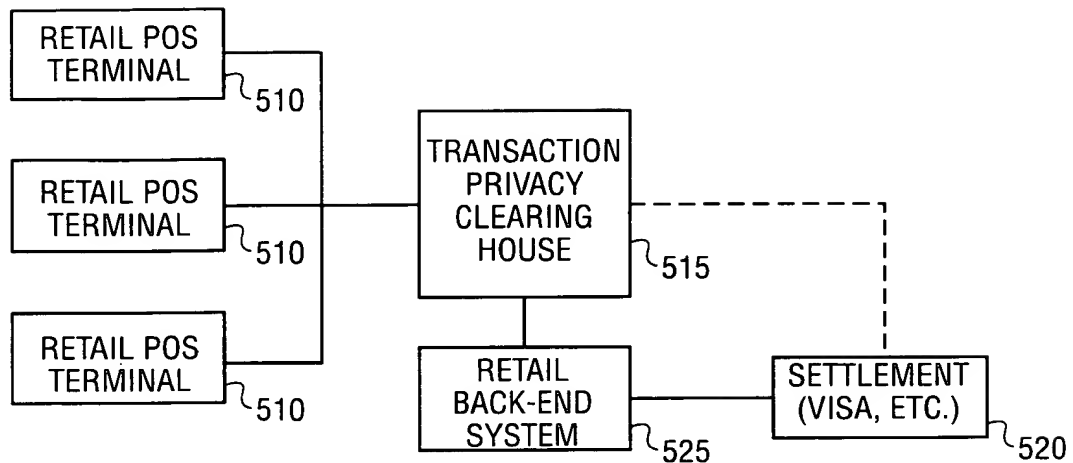 RETAIL POS
TERMINAL
510
RETAIL POS
TERMINAL
510
RETAIL POS
TERMINAL
510
TRANSACTION
PRIVACY
CLEARING
HOUSE
515
RETAIL
BACK-END
SYSTEM
525
SETTLEMENT
(VISA, ETC.)
520